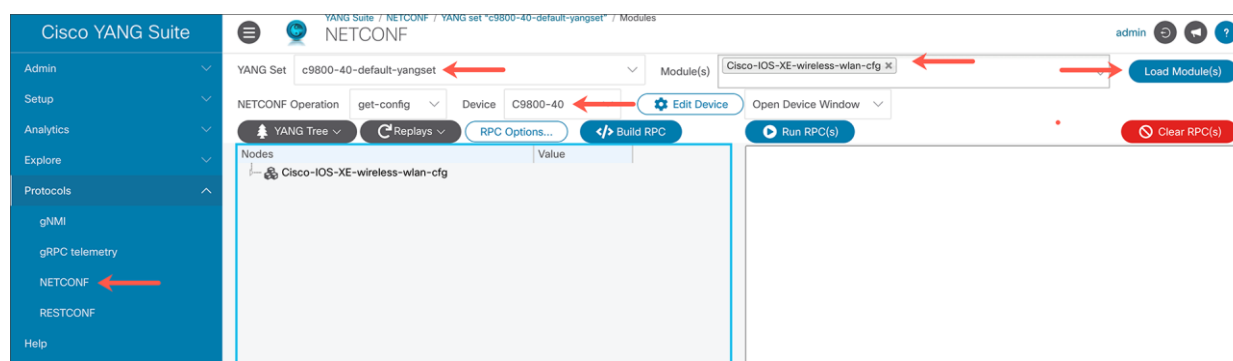 Cisco YANG Suite
YANG Suite / NETCONF / YANG set "c9800-40-default-yangset" / Modules
NETCONF
admin
?
Admin
Setup
Analytics
Explore
Protocols
gNMI
gRPC telemetry
NETCONF
RESTCONF
Help
YANG Set c9800-40-default-yangset Module(s) Cisco-IOS-XE-wireless-wlan-cfg × Load Module(s)
NETCONF Operation get-config Device C9800-40 Edit Device Open Device Window
YANG Tree Replays RPC Options... </> Build RPC Run RPC(s) Clear RPC(s)
Nodes Value
Cisco-IOS-XE-wireless-wlan-cfg